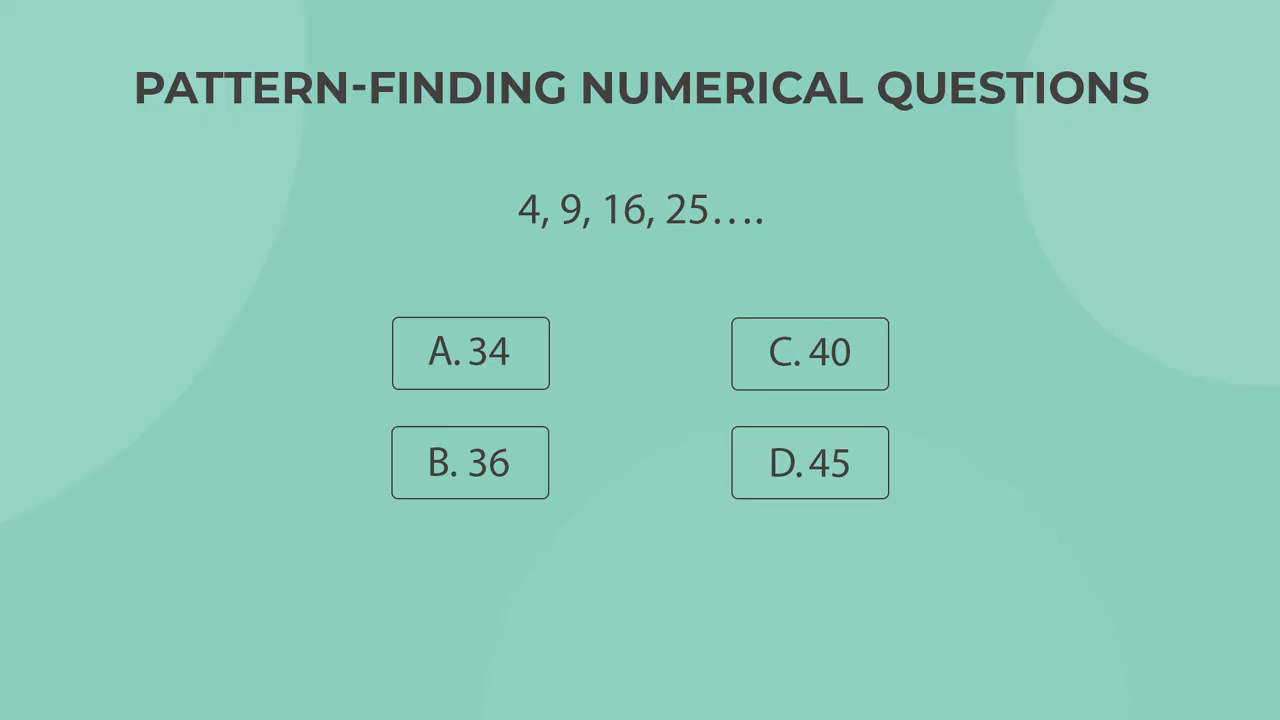 PATTERN-FINDING NUMERICAL QUESTIONS
4, 9, 16, 25....
A. 34
B. 36
C. 40
D. 45